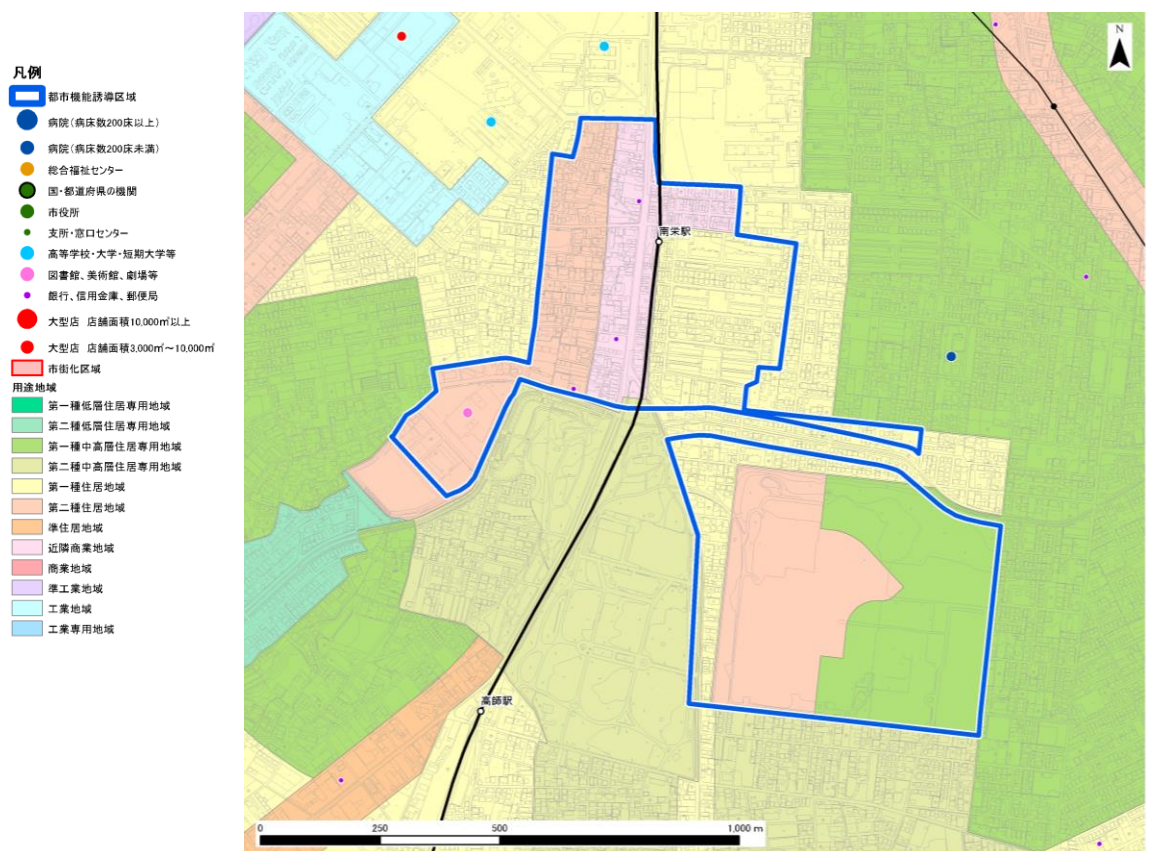 凡例
都市機能誘導区域
病院(病床数200床以上)
病院(病床数200床未満)
総合福祉センター
国・都道府県の機関
市役所
支所・窓口センター
高等学校・大学・短期大学等
図書館、美術館、劇場等
銀行、信用金庫、郵便局
大型店 店舗面積10,000㎡以上
大型店 店舗面積3,000㎡~10,000㎡
市街化区域
用途地域
第一種低層住居専用地域
第二種低層住居専用地域
第一種中高層住居専用地域
第二種中高層住居専用地域
第一種住居地域
第二種住居地域
準住居地域
近隣商業地域
商業地域
準工業地域
工業地域
工業専用地域
N
南栄駅
高師駅
0 250 500 1,000 m